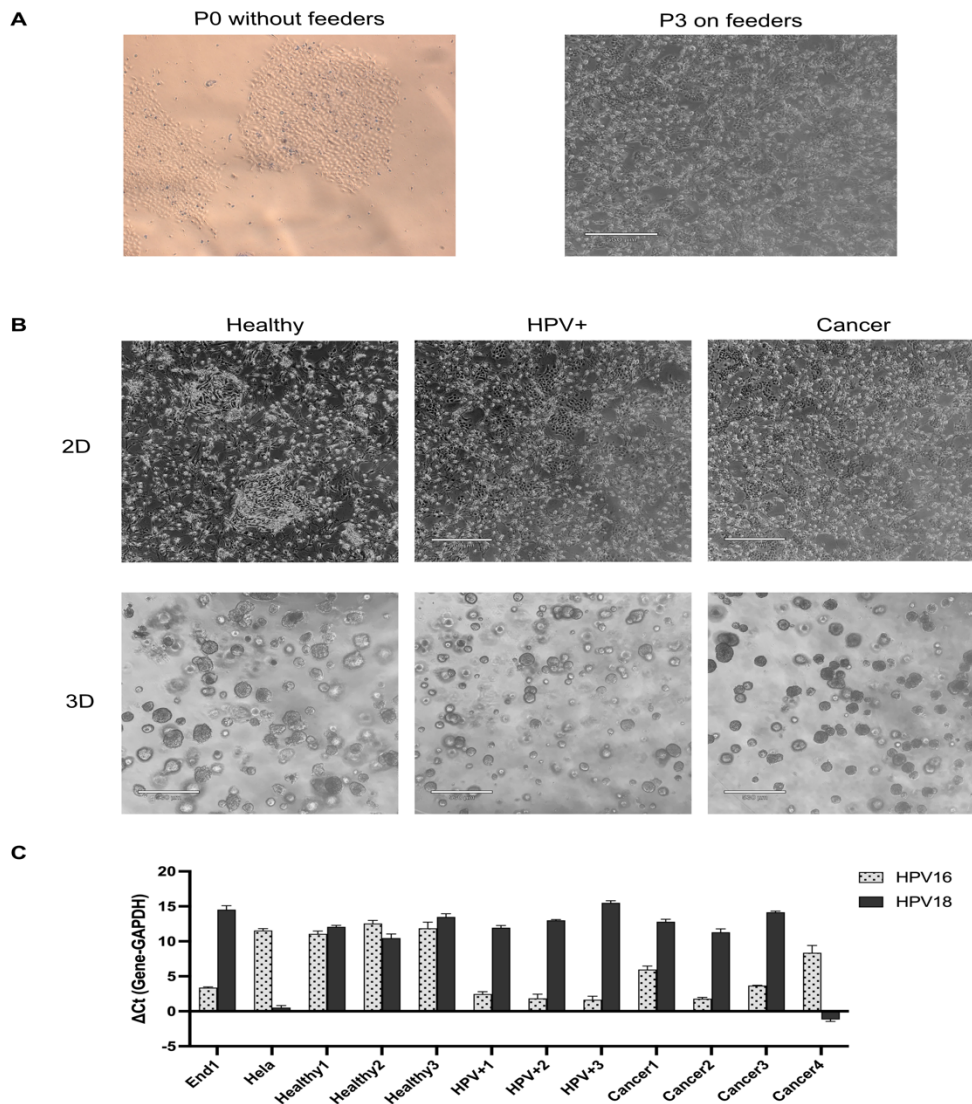 A
P0 without feeders
P3 on feeders
B
Healthy
HPV+
Cancer
2D
3D
C
ΔCt (Gene-GAPDH)
20
15
10
5
0
-5
HPV16
HPV18
End1
Hela
Healthy1
Healthy2
Healthy3
HPV+1
HPV+2
HPV+3
Cancer1
Cancer2
Cancer3
Cancer4